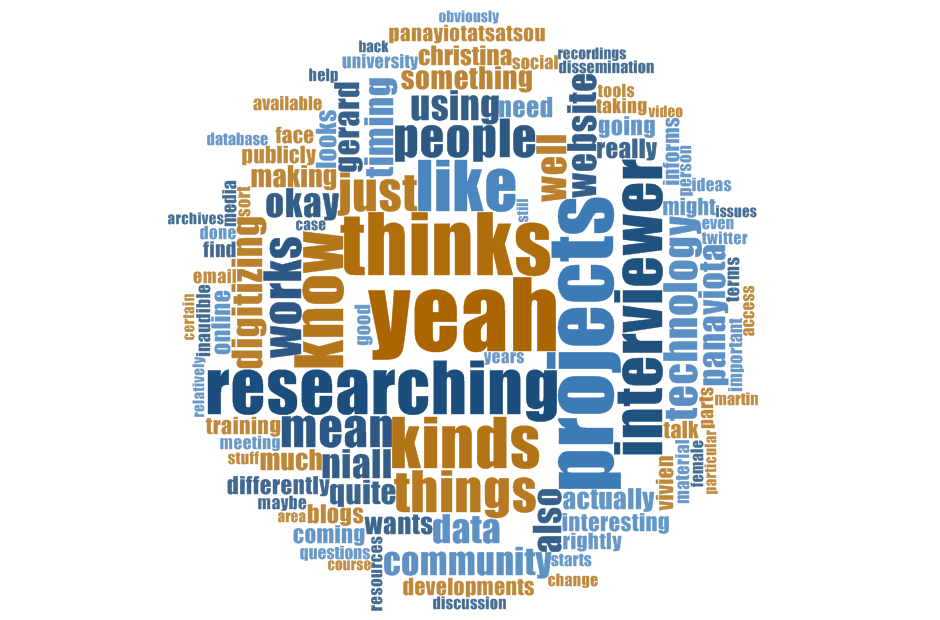 obviously
panayiotatsatsou
back
christina
recordings
university
social
dissemination
help
something
website
available
gerard
timing
using
need
tools
taking
video
looks
people
going
database
face
well
really
informs
publicly
person
making
like
ideas
just
okay
projects
interviewer
might
issues
media
sort
still
archives
case
thinks
even
technology
done
twitter
find
digitizing
works
know
panayiota
terms
email
yeah
access
certain
inaudible
online
good
important
years
relatively
researching
parts
martin
training
mean
kinds
talk
meeting
stuff
much
niall
material
female
particular
vivien
differently
quite
things
also
actually
maybe
area
blogs
wants
data
interesting
coming
rightly
questions
course
resources
community
starts
developments
change
discussion